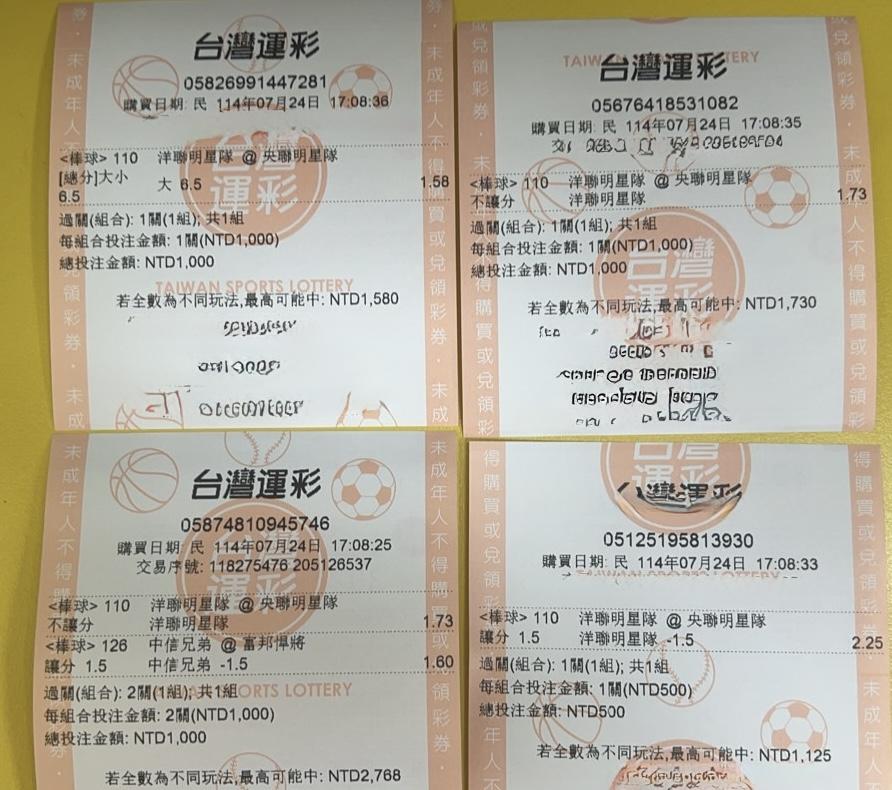 台灣運彩
05826991447281
購買日期: 民 114年07月24日 17:08:36
<棒球> 110 洋聯明星隊 @ 央聯明星隊
[總分]大小 大 6.5 1.58
6.5
過關(組合): 1關(1組); 共1組
每組合投注金額: 1關(NTD1,000)
總投注金額: NTD1,000
TAIWAN SPORTS LOTTERY
若全數為不同玩法,最高可能中: NTD1,580
台灣運彩
05676418531082
購買日期: 民 114年07月24日 17:08:35
<棒球> 110 洋聯明星隊 @ 央聯明星隊
不讓分 洋聯明星隊 1.73
過關(組合): 1關(1組); 共1組
每組合投注金額: 1關(NTD1,000)
總投注金額: NTD1,000
若全數為不同玩法,最高可能中: NTD1,730
台灣運彩
05874810945746
購買日期: 民 114年07月24日 17:08:25
交易序號: 118275476 205126537
<棒球> 110 洋聯明星隊 @ 央聯明星隊
不讓分 洋聯明星隊 1.73
<棒球> 126 中信兄弟 @ 富邦悍將
讓分 1.5 中信兄弟 -1.5 1.60
過關(組合): 2關(1組); 共1組
每組合投注金額: 2關(NTD1,000)
總投注金額: NTD1,000
若全數為不同玩法,最高可能中: NTD2,768
台灣運彩
05125195813930
購買日期: 民 114年07月24日 17:08:33
<棒球> 110 洋聯明星隊 @ 央聯明星隊
讓分 1.5 洋聯明星隊 -1.5 2.25
過關(組合): 1關(1組); 共1組
每組合投注金額: 1關(NTD500)
總投注金額: NTD500
若全數為不同玩法,最高可能中: NTD1,125